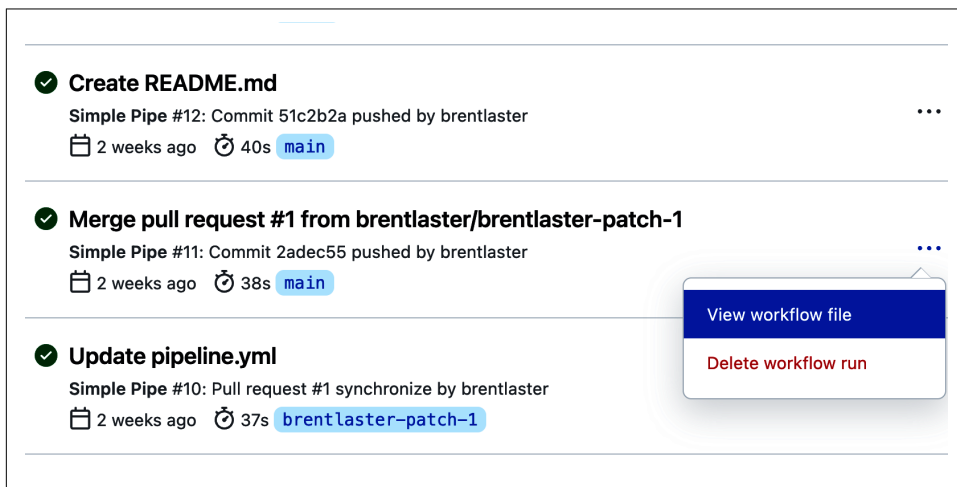 Create README.md
Simple Pipe #12: Commit 51c2b2a pushed by brentlaster
2 weeks ago 40s main
Merge pull request #1 from brentlaster/brentlaster-patch-1
Simple Pipe #11: Commit 2adec55 pushed by brentlaster
2 weeks ago 38s main
View workflow file
Delete workflow run
Update pipeline.yml
Simple Pipe #10: Pull request #1 synchronize by brentlaster
2 weeks ago 37s brentlaster-patch-1